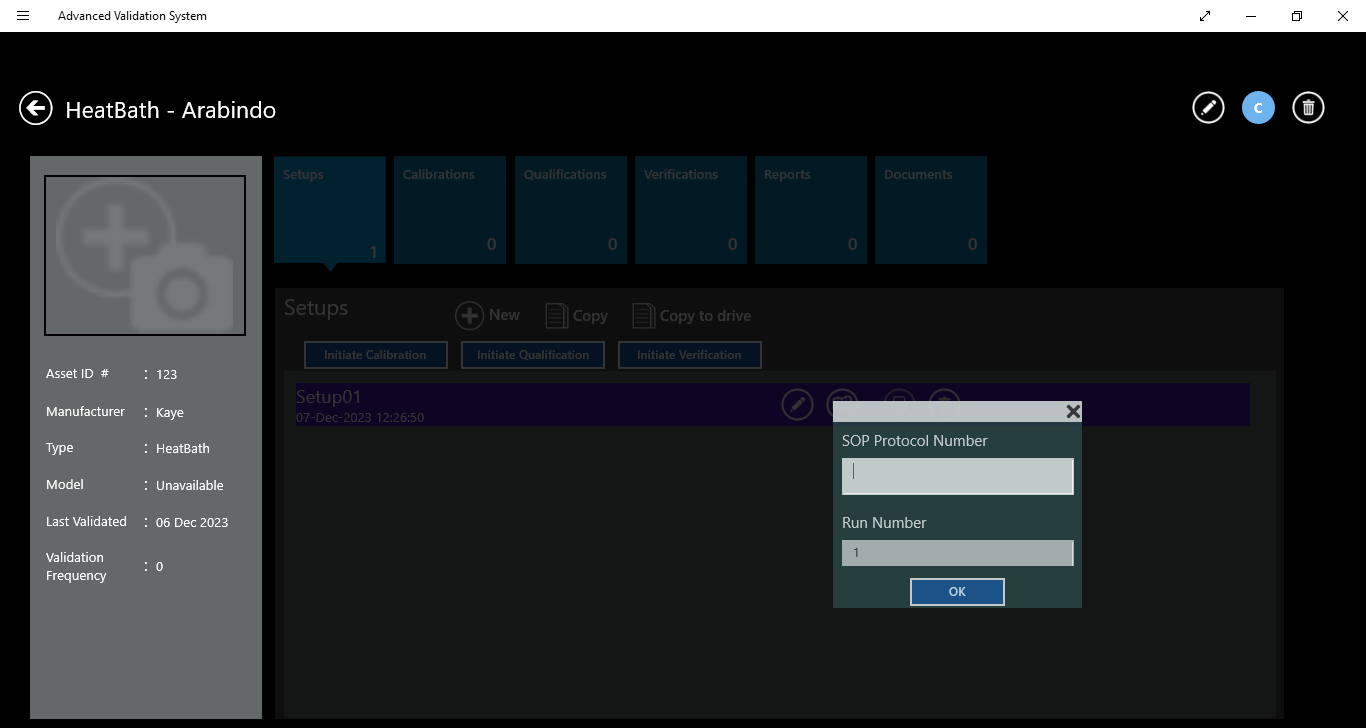 Advanced Validation System
HeatBath - Arabindo
C
Setups
1
Calibrations
0
Qualifications
0
Verifications
0
Reports
0
Documents
0
Asset ID #
: 123
Manufacturer
: Kaye
Type
: HeatBath
Model
: Unavailable
Last Validated
: 06 Dec 2023
Validation
Frequency
: 0
Setups
New
Copy
Copy to drive
Initiate Calibration
Initiate Qualification
Initiate Verification
Setup01
07-Dec-2023 12:26:50
SOP Protocol Number
Run Number
1
OK